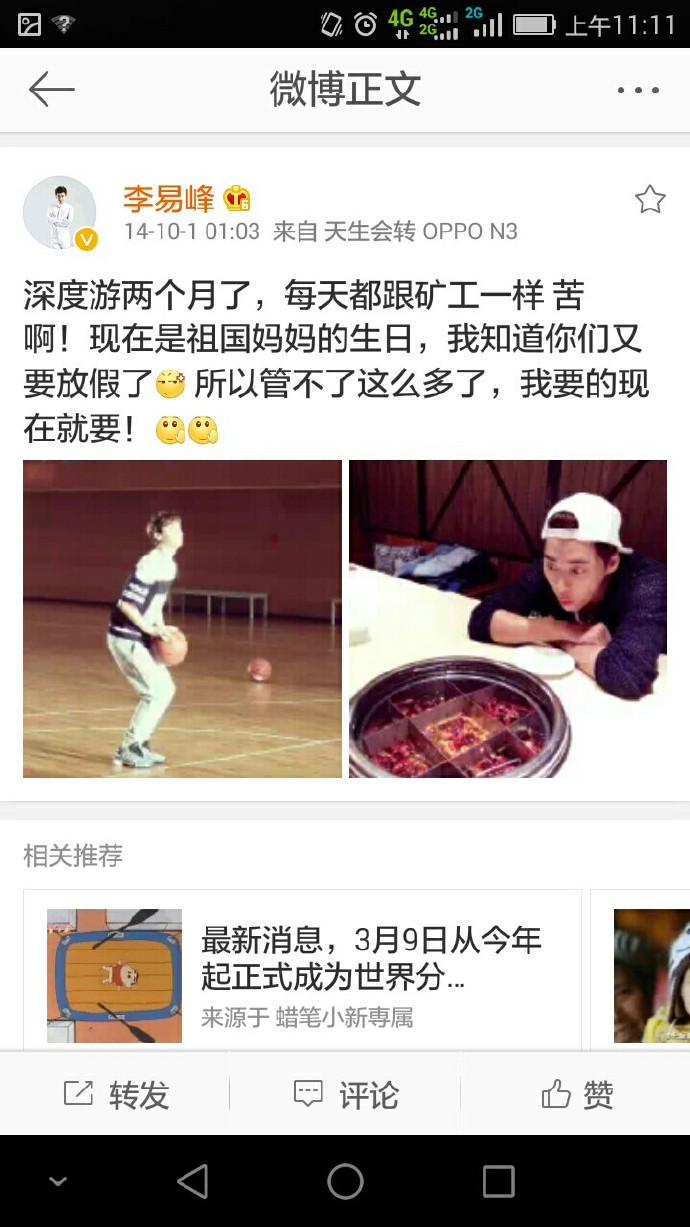 4G 4G 2G 2G 上午11:11
微博正文
李易峰
14-10-1 01:03 来自 天生会转 OPPO N3
深度游两个月了，每天都跟矿工一样 苦
啊！现在是祖国妈妈的生日，我知道你们又
要放假了 所以管不了这么多了，我要的现
在就要！
相关推荐
最新消息，3月9日从今年
起正式成为世界分...
来源于 蜡笔小新専属
转发 评论 赞